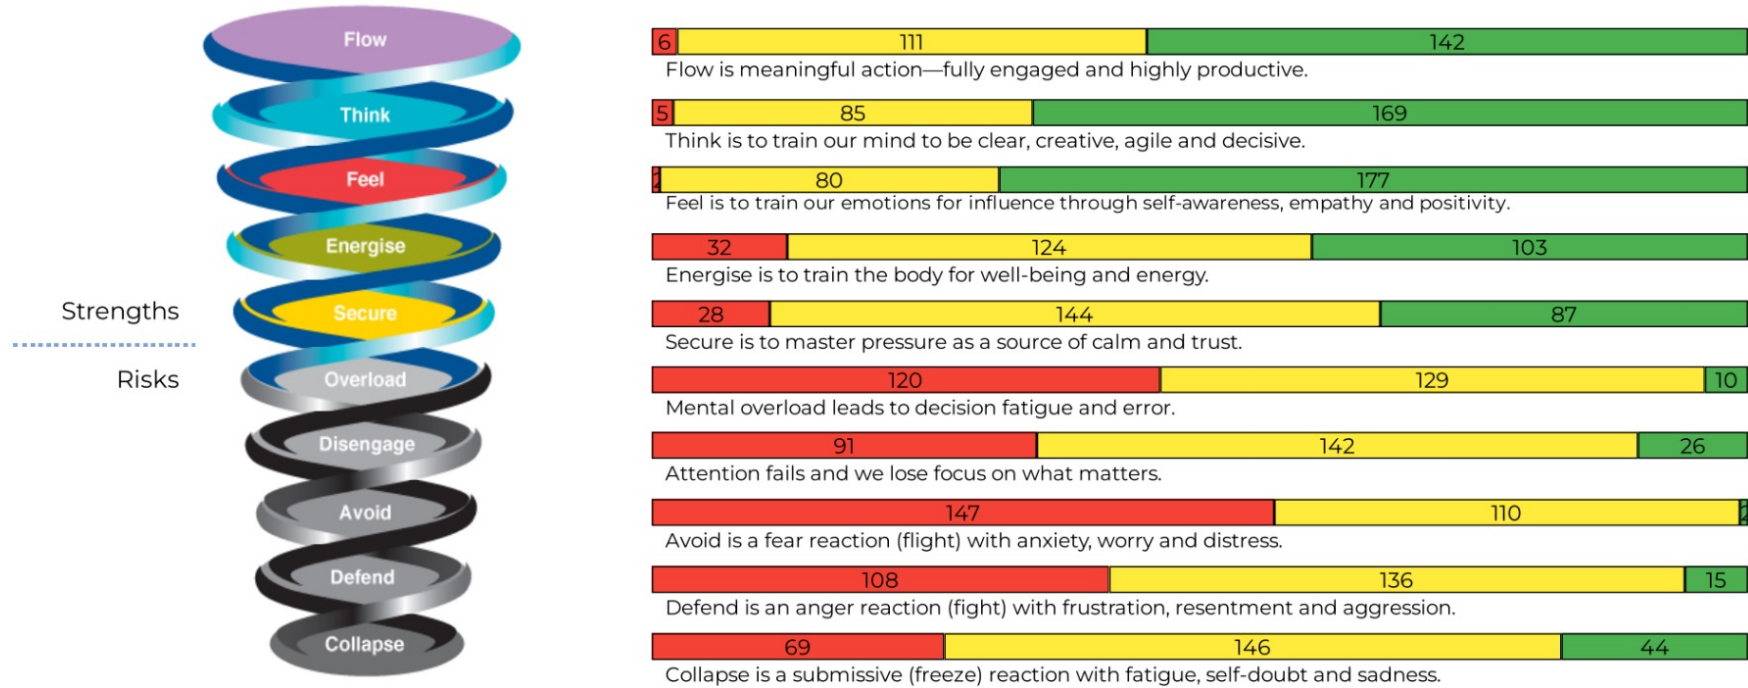 Flow
6 111 142
Flow is meaningful action—fully engaged and highly productive.
Think
5 85 169
Think is to train our mind to be clear, creative, agile and decisive.
Feel
2 80 177
Feel is to train our emotions for influence through self-awareness, empathy and positivity.
Energise
32 124 103
Energise is to train the body for well-being and energy.
Strengths
Secure
28 144 87
Secure is to master pressure as a source of calm and trust.
Risks
Overload
120 129 10
Mental overload leads to decision fatigue and error.
Disengage
91 142 26
Attention fails and we lose focus on what matters.
Avoid
147 110 2
Avoid is a fear reaction (flight) with anxiety, worry and distress.
Defend
108 136 15
Defend is an anger reaction (fight) with frustration, resentment and aggression.
Collapse
69 146 44
Collapse is a submissive (freeze) reaction with fatigue, self-doubt and sadness.